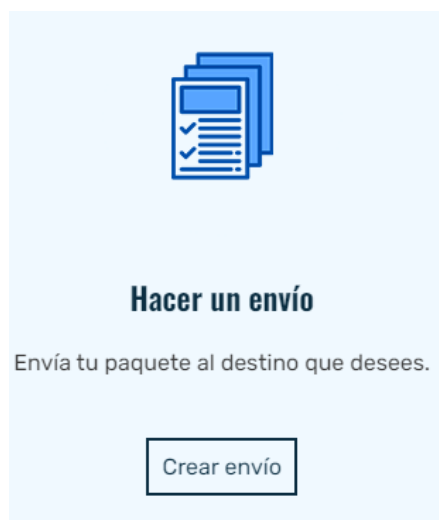 Hacer un envío
Envía tu paquete al destino que desees.
Crear envío